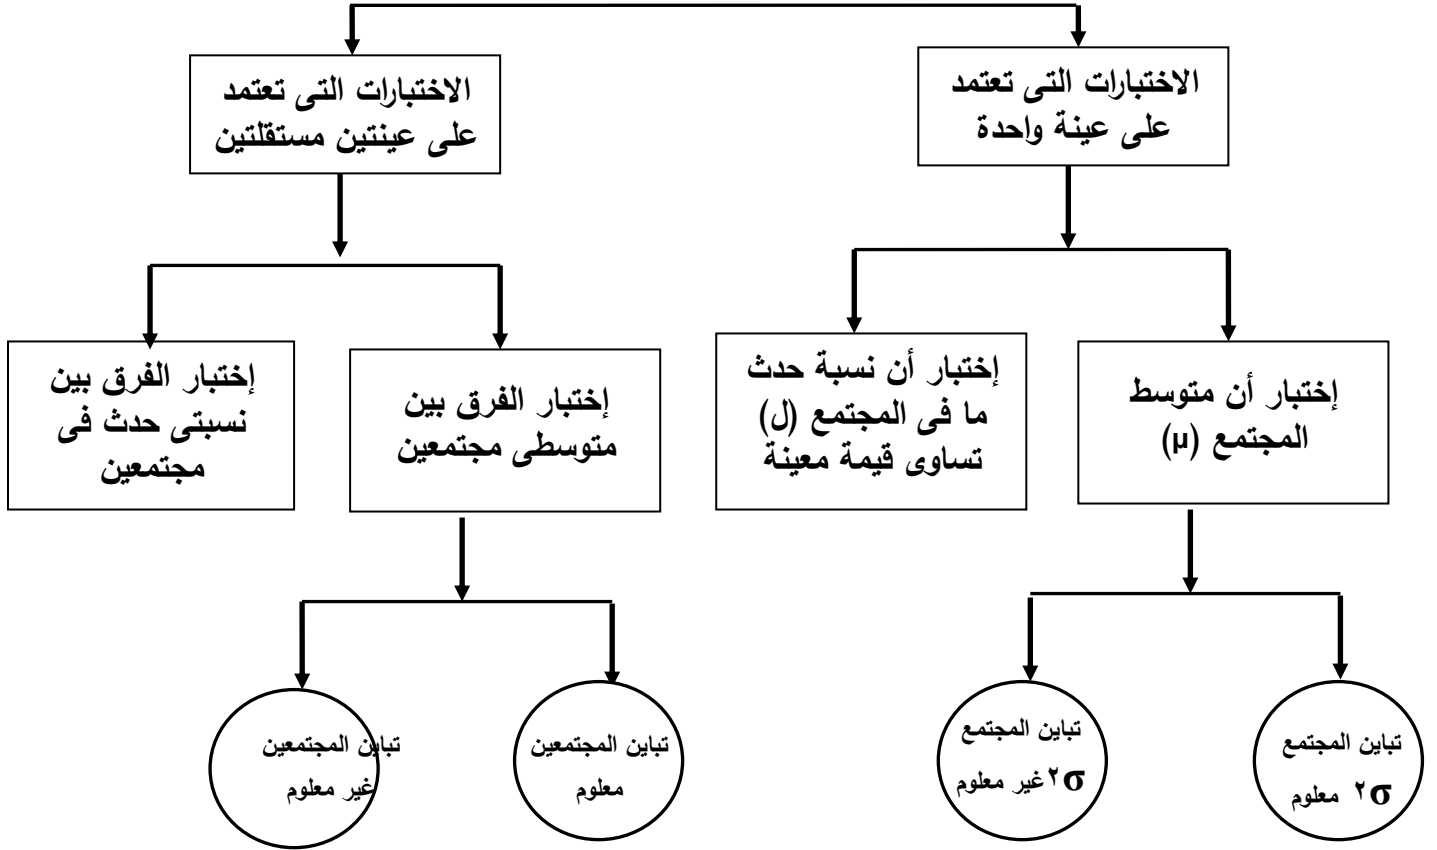 الاختبارات التى تعتمد
على عينة واحدة
الاختبارات التى تعتمد
على عينتين مستقلتين
إختبار أن متوسط
المجتمع (µ)
إختبار أن نسبة حدث
ما فى المجتمع (ل)
تساوى قيمة معينة
إختبار الفرق بين
متوسطى مجتمعين
إختبار الفرق بين
نسبتى حدث فى
مجتمعين
تباين المجتمع
σ٢ معلوم
تباين المجتمع
σ٢ غير معلوم
تباين المجتمعين
معلوم
تباين المجتمعين
غير معلوم